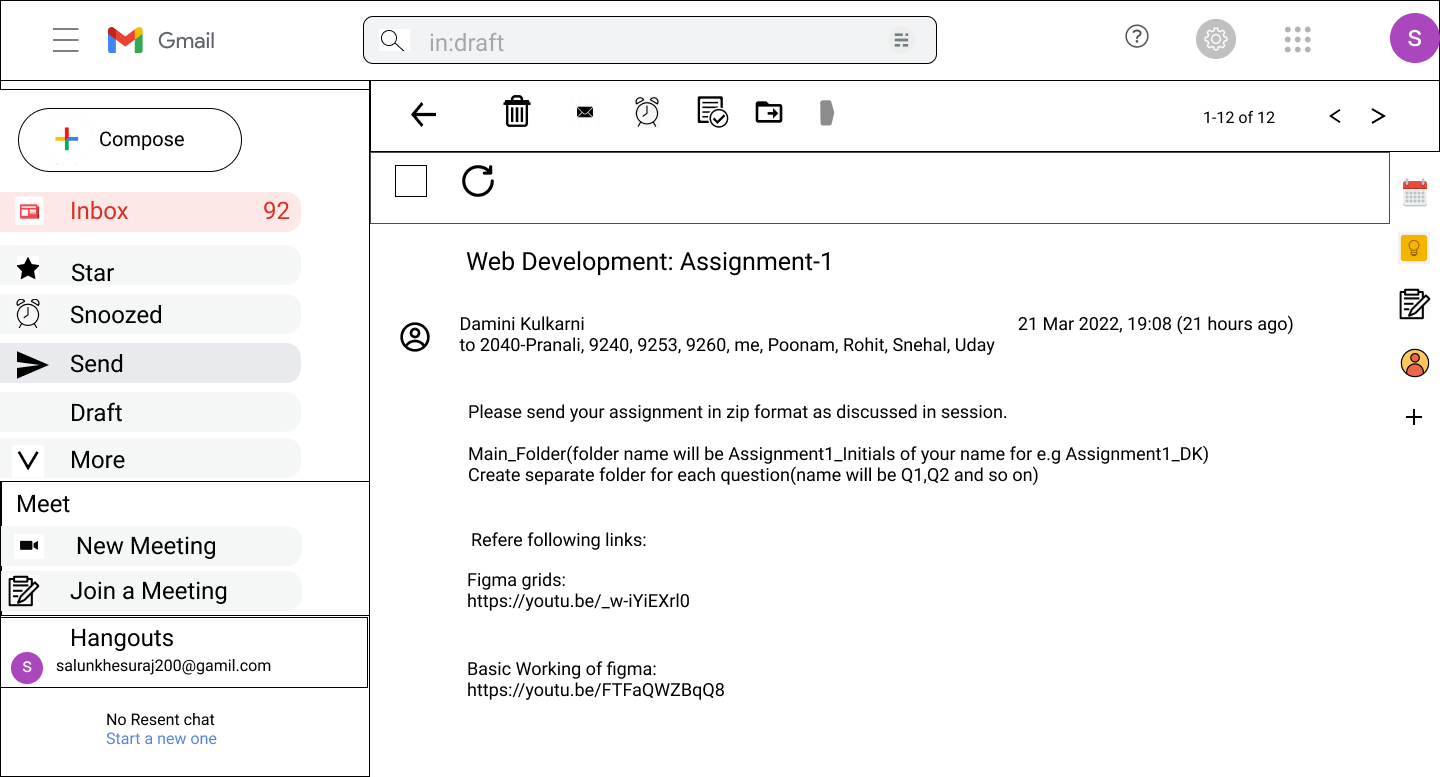 Gmail
in:draft
S
Compose
1-12 of 12
Inbox 92
Star
Snoozed
Send
Draft
More
Meet
New Meeting
Join a Meeting
Hangouts
S
salunkhesuraj200@gamil.com
No Resent chat
Start a new one
Web Development: Assignment-1
Damini Kulkarni
21 Mar 2022, 19:08 (21 hours ago)
to 2040-Pranali, 9240, 9253, 9260, me, Poonam, Rohit, Snehal, Uday
Please send your assignment in zip format as discussed in session.
Main_Folder(folder name will be Assignment1_Initials of your name for e.g Assignment1_DK)
Create separate folder for each question(name will be Q1,Q2 and so on)
Refere following links:
Figma grids:
https://youtu.be/_w-iYiEXrl0
Basic Working of figma:
https://youtu.be/FTFaQWZBqQ8